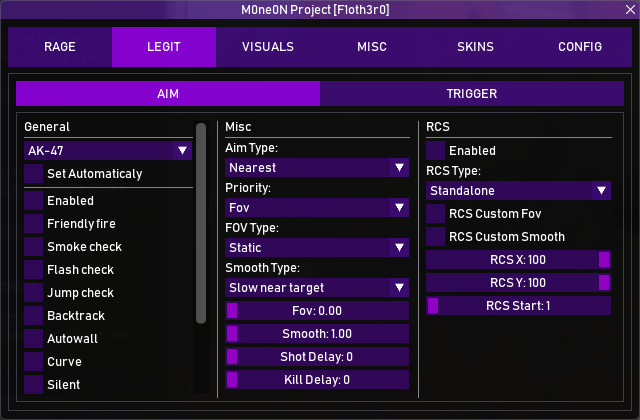 M0ne0N Project [F1oth3r0]
RAGE
LEGIT
VISUALS
MISC
SKINS
CONFIG
AIM
TRIGGER
General
AK-47
Set Automaticaly
Enabled
Friendly fire
Smoke check
Flash check
Jump check
Backtrack
Autowall
Curve
Silent
Misc
Aim Type:
Nearest
Priority:
Fov
FOV Type:
Static
Smooth Type:
Slow near target
Fov: 0.00
Smooth: 1.00
Shot Delay: 0
Kill Delay: 0
RCS
Enabled
RCS Type:
Standalone
RCS Custom Fov
RCS Custom Smooth
RCS X: 100
RCS Y: 100
RCS Start: 1